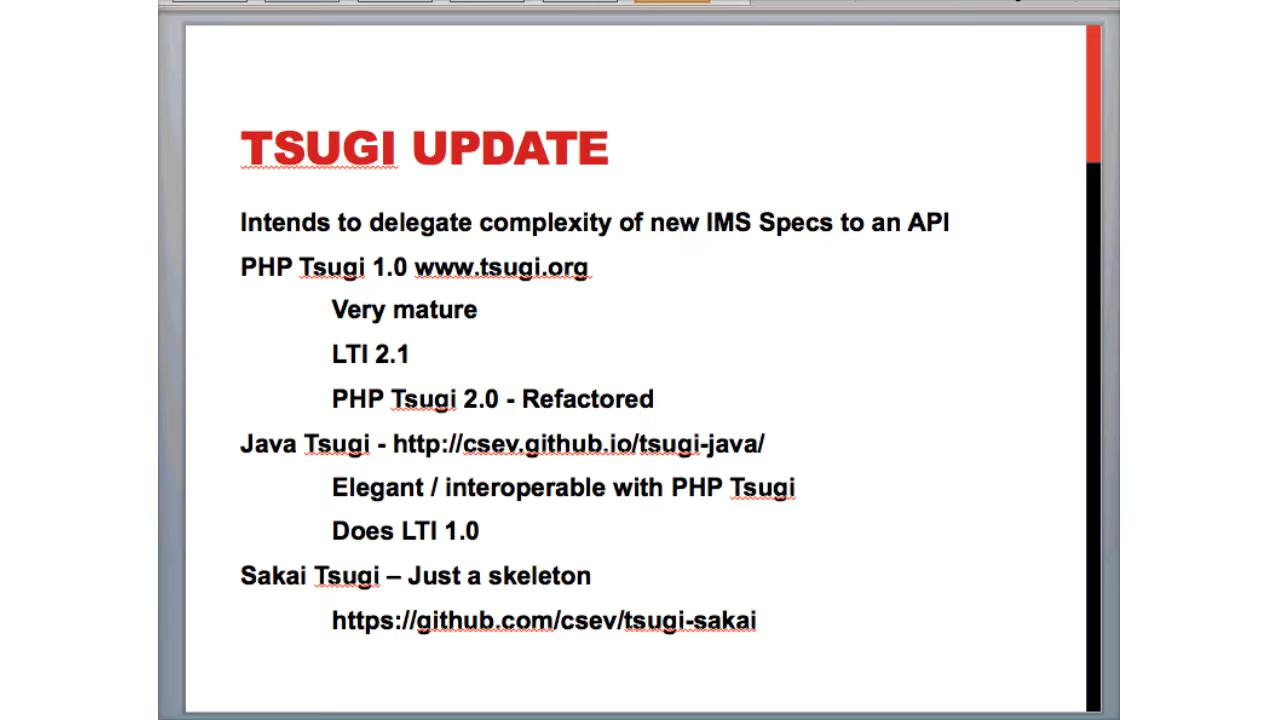 TSUGI UPDATE
Intends to delegate complexity of new IMS Specs to an API
PHP Tsugi 1.0 www.tsugi.org
Very mature
LTI 2.1
PHP Tsugi 2.0 - Refactored
Java Tsugi - http://csev.github.io/tsugi-java/
Elegant / interoperable with PHP Tsugi
Does LTI 1.0
Sakai Tsugi – Just a skeleton
https://github.com/csev/tsugi-sakai